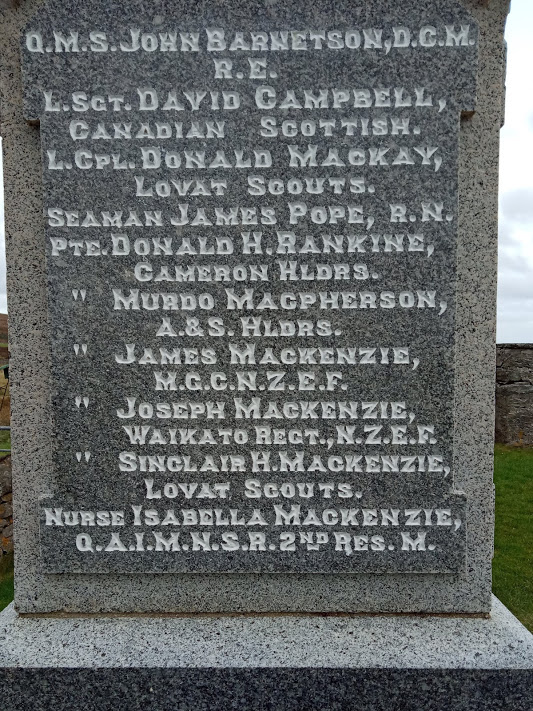 Q.M.S. JOHN BARNETSON, D.C.M.
R.E.
L.SGT. DAVID CAMPBELL,
CANADIAN SCOTTISH.
L.CPL. DONALD MACKAY,
LOVAT SCOUTS.
SEAMAN JAMES POPE, R.N.
PTE. DONALD H. RANKINE,
CAMERON HLDRS.
" MURDO MACPHERSON,
A.&S. HLDRS.
" JAMES MACKENZIE,
M.G.C.N.Z.E.F.
" JOSEPH MACKENZIE,
WAIKATO REGT., N.Z.E.F.
" SINCLAIR H. MACKENZIE,
LOVAT SCOUTS.
NURSE ISABELLA MACKENZIE,
Q.A.I.M.N.S.R. 2ND RES. M.